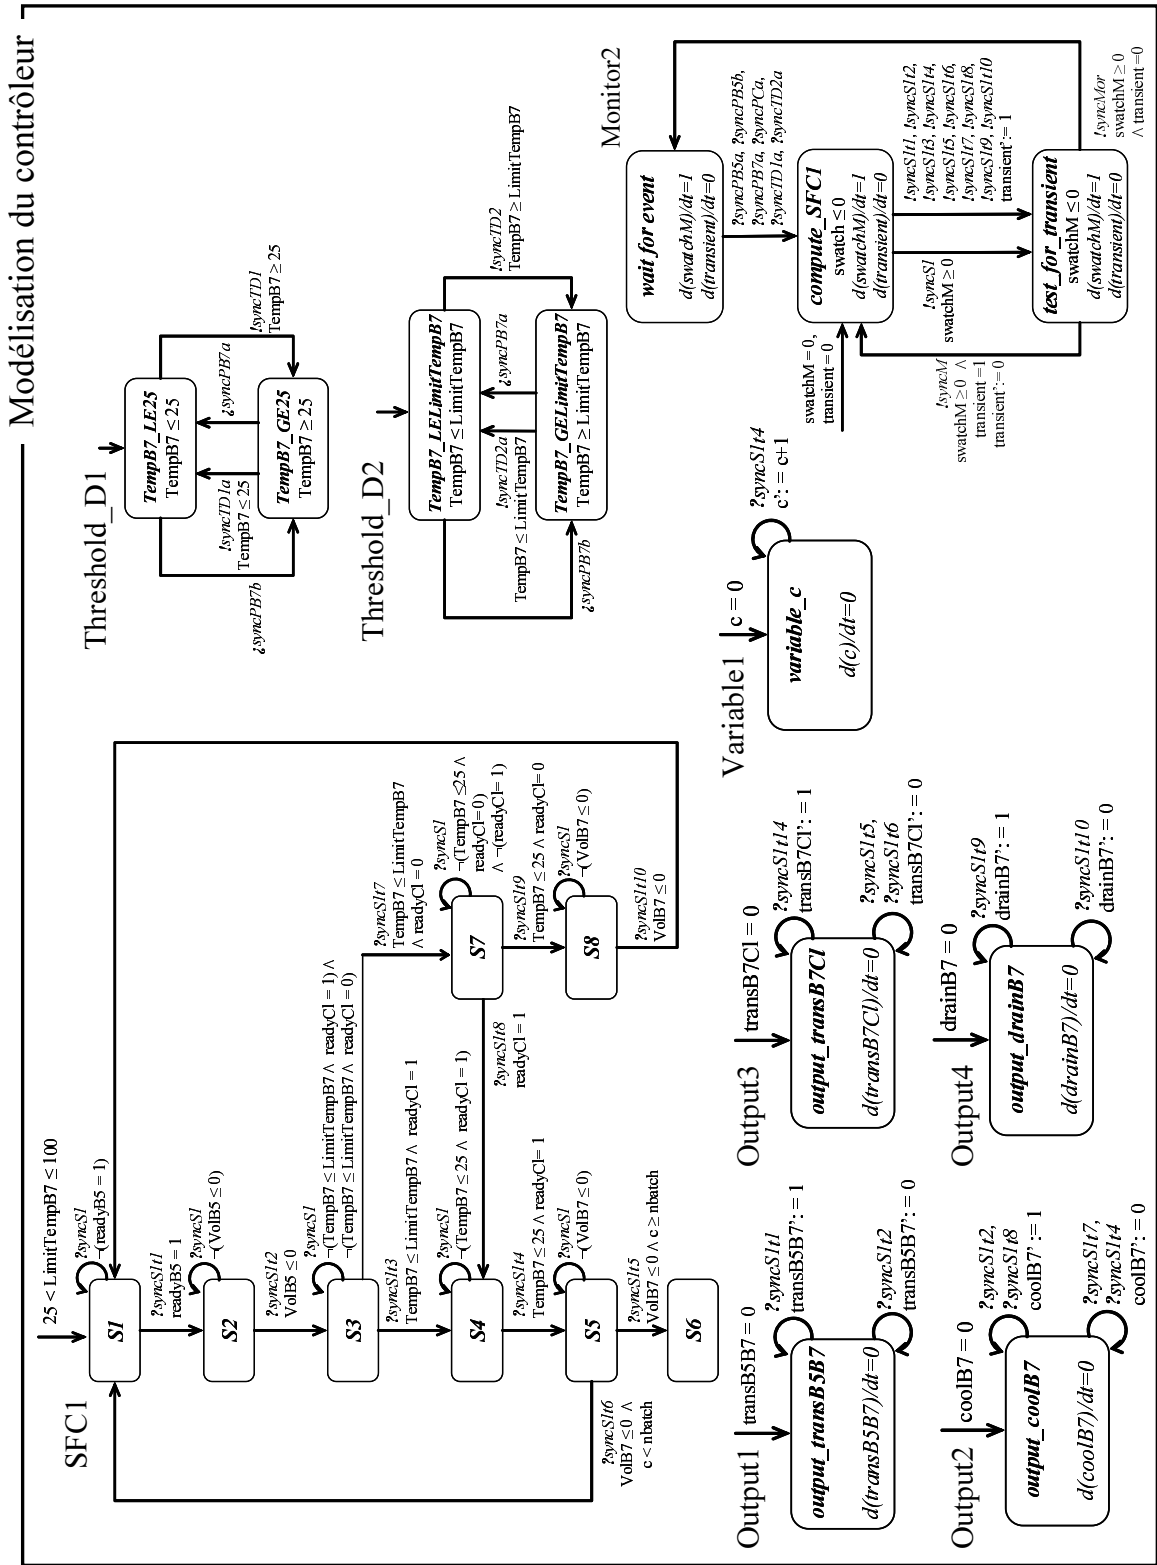 Modélisation du contrôleur
SFC1
25 < LimitTempB7 ≤ 100
S1
?syncS1
¬(readyB5 = 1)
?syncS1t1
readyB5 = 1
S2
?syncS1
¬(VolB5 ≤ 0)
?syncS1t2
VolB5 ≤ 0
S3
?syncS1
¬(TempB7 ≤ LimitTempB7 ∧ readyCl = 1) ∧
¬(TempB7 ≤ LimitTempB7 ∧ readyCl = 0)
?syncS1t3
TempB7 ≤ LimitTempB7 ∧ readyCl = 1
S4
?syncS1
¬(TempB7 ≤ 25 ∧ readyCl = 1)
?syncS1t4
TempB7 ≤ 25 ∧ readyCl= 1
S5
?syncS1
¬(VolB7 ≤ 0)
?syncS1t5
VolB7 ≤ 0 ∧ c ≥ nbatch
S6
?syncS1t6
VolB7 ≤ 0 ∧
c < nbatch
?syncS1t7
TempB7 ≤ LimitTempB7
∧ readyCl = 0
S7
?syncS1
¬(TempB7 ≤25 ∧
readyCl= 0)
∧ ¬(readyCl= 1)
?syncS1t8
readyCl = 1
?syncS1t9
TempB7 ≤ 25 ∧ readyCl= 0
S8
?syncS1
¬(VolB7 ≤ 0)
?syncS1t10
VolB7 ≤ 0
Threshold_D1
TempB7_LE25
TempB7 ≤ 25
!syncTD1
TempB7 ≥ 25
¿syncPB7a
!syncTD1a
TempB7 ≤ 25
¿syncPB7b
TempB7_GE25
TempB7 ≥ 25
Threshold_D2
TempB7_LELimitTempB7
TempB7 ≤ LimitTempB7
!syncTD2
TempB7 ≥ LimitTempB7
¿syncPB7a
!syncTD2a
TempB7 ≤ LimitTempB7
¿syncPB7b
TempB7_GELimitTempB7
TempB7 ≥ LimitTempB7
Monitor2
wait for event
d(swatchM)/dt=1
d(transient)/dt=0
?syncPB5a, ?syncPB5b,
?syncPB7a, ?syncPCa,
?syncTD1a, ?syncTD2a
swatchM = 0,
transient = 0
compute_SFC1
swatch ≤ 0
d(swatchM)/dt=1
d(transient)/dt=0
!syncS1
swatchM ≥ 0
!syncS1t1, !syncS1t2,
!syncS1t3, !syncS1t4,
!syncS1t5, !syncS1t6,
!syncS1t7, !syncS1t8,
!syncS1t9, !syncS1t10
transient':= 1
!syncM
swatchM ≥ 0 ∧
transient =1
transient':= 0
test_for_transient
swatchM ≤ 0
d(swatchM)/dt=1
d(transient)/dt=0
!syncMor
swatchM ≥ 0
∧ transient =0
Output1
transB5B7 = 0
output_transB5B7
d(transB5B7)/dt=0
?syncS1t1
transB5B7':= 1
?syncS1t2
transB5B7':= 0
Output2
coolB7 = 0
output_coolB7
d(coolB7)/dt=0
?syncS1t2,
?syncS1t8
coolB7' := 1
?syncS1t7,
?syncS1t4
coolB7':= 0
Output3
transB7Cl = 0
output_transB7Cl
d(transB7Cl)/dt=0
?syncS1t14
transB7Cl':= 1
?syncS1t5,
?syncS1t6
transB7Cl':= 0
Output4
drainB7 = 0
output_drainB7
d(drainB7)/dt=0
?syncS1t9
drainB7':= 1
?syncS1t10
drainB7':= 0
Variable1
c = 0
variable_c
d(c)/dt=0
?syncS1t4
c': = c+1